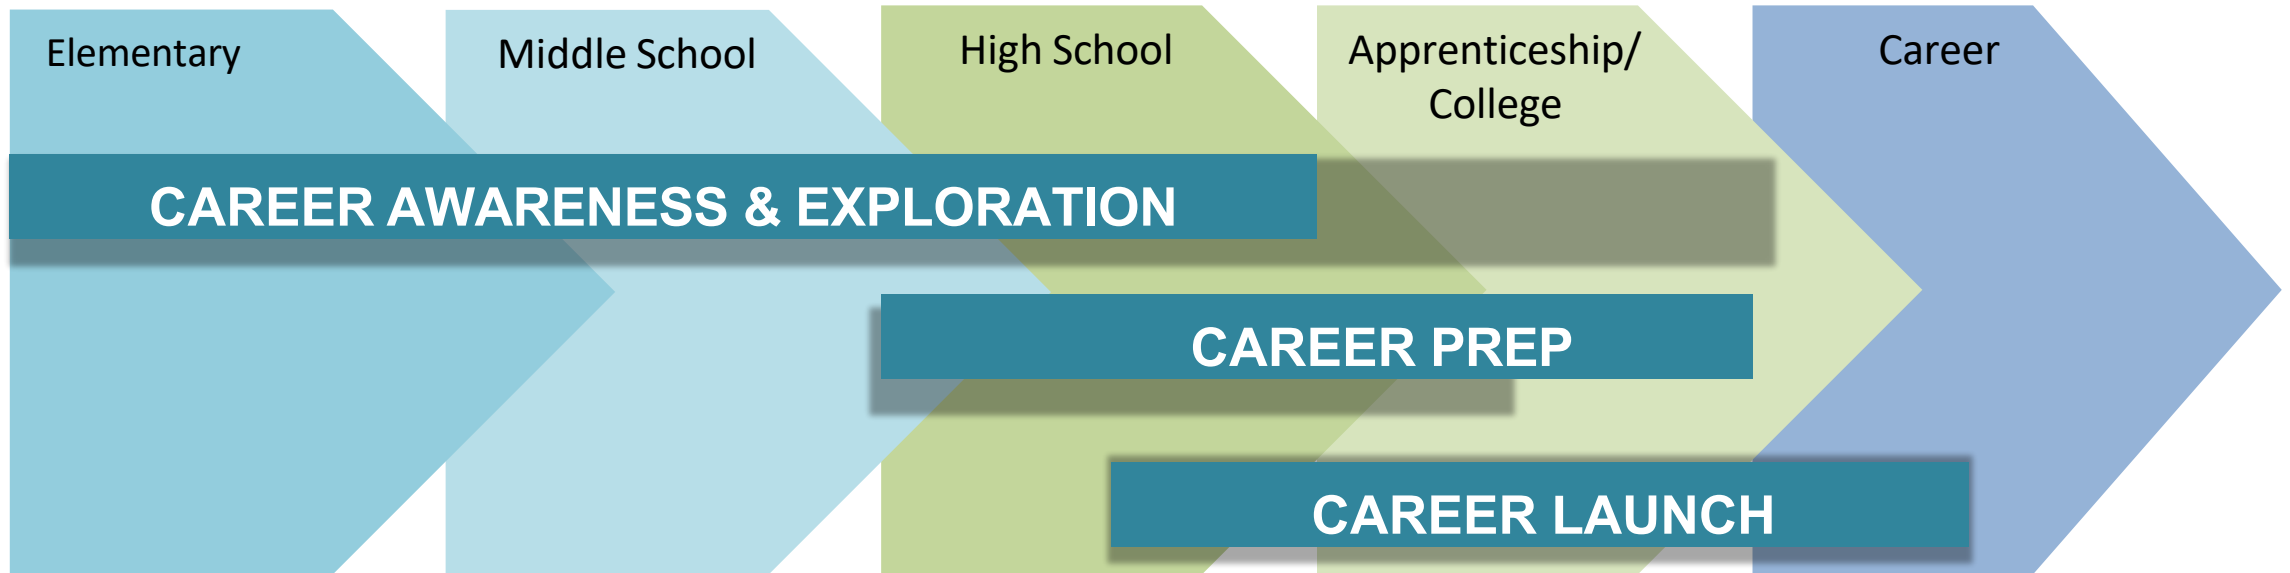 Elementary
Middle School
High School
Apprenticeship/
College
Career
CAREER AWARENESS & EXPLORATION
CAREER PREP
CAREER LAUNCH